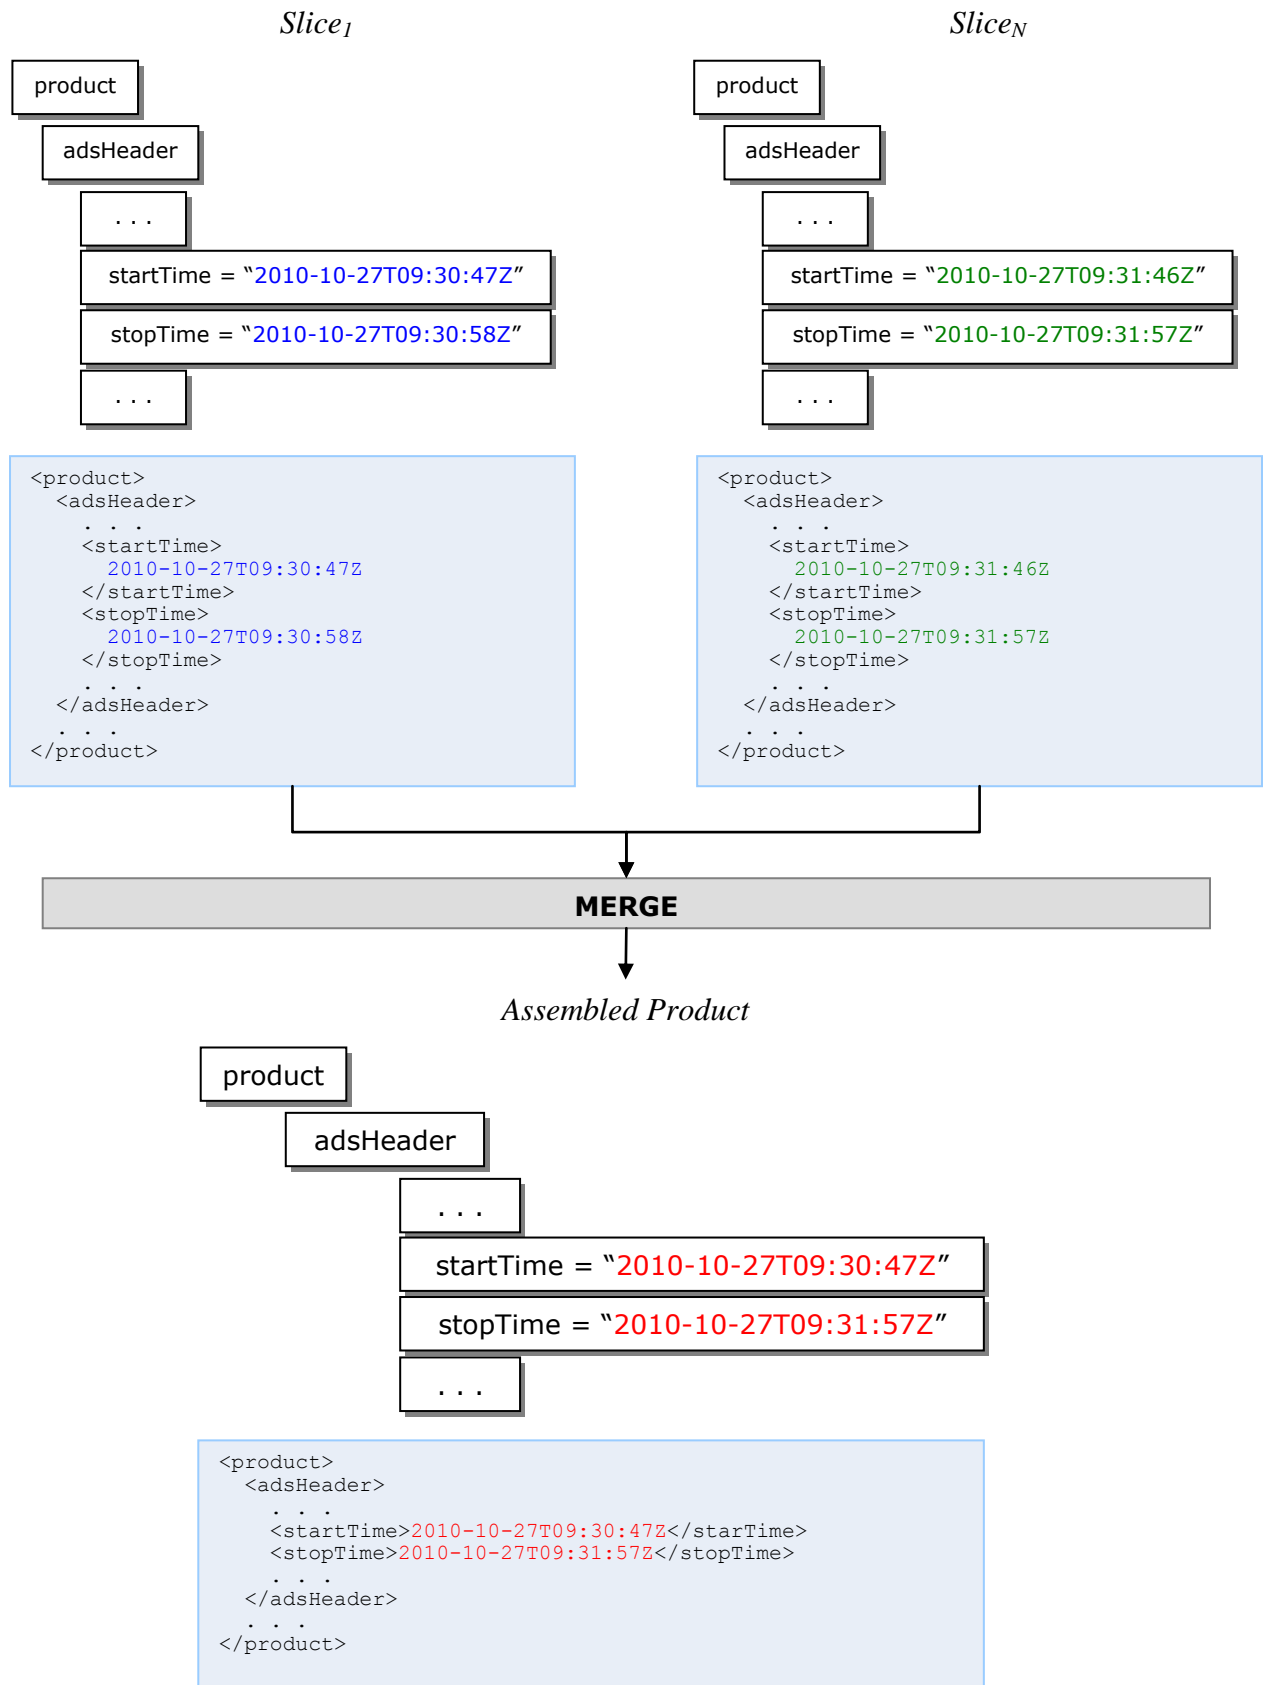 Slice1
product
adsHeader
. . .
startTime = “2010-10-27T09:30:47Z”
stopTime = “2010-10-27T09:30:58Z”
. . .
<product>
<adsHeader>
. . .
<startTime>
2010-10-27T09:30:47Z
</startTime>
<stopTime>
2010-10-27T09:30:58Z
</stopTime>
. . .
</adsHeader>
. . .
</product>
SliceN
product
adsHeader
. . .
startTime = “2010-10-27T09:31:46Z”
stopTime = “2010-10-27T09:31:57Z”
. . .
<product>
<adsHeader>
. . .
<startTime>
2010-10-27T09:31:46Z
</startTime>
<stopTime>
2010-10-27T09:31:57Z
</stopTime>
. . .
</adsHeader>
. . .
</product>
MERGE
Assembled Product
product
adsHeader
. . .
startTime = “2010-10-27T09:30:47Z”
stopTime = “2010-10-27T09:31:57Z”
. . .
<product>
<adsHeader>
. . .
<startTime>2010-10-27T09:30:47Z</starTime>
<stopTime>2010-10-27T09:31:57Z</stopTime>
. . .
</adsHeader>
. . .
</product>